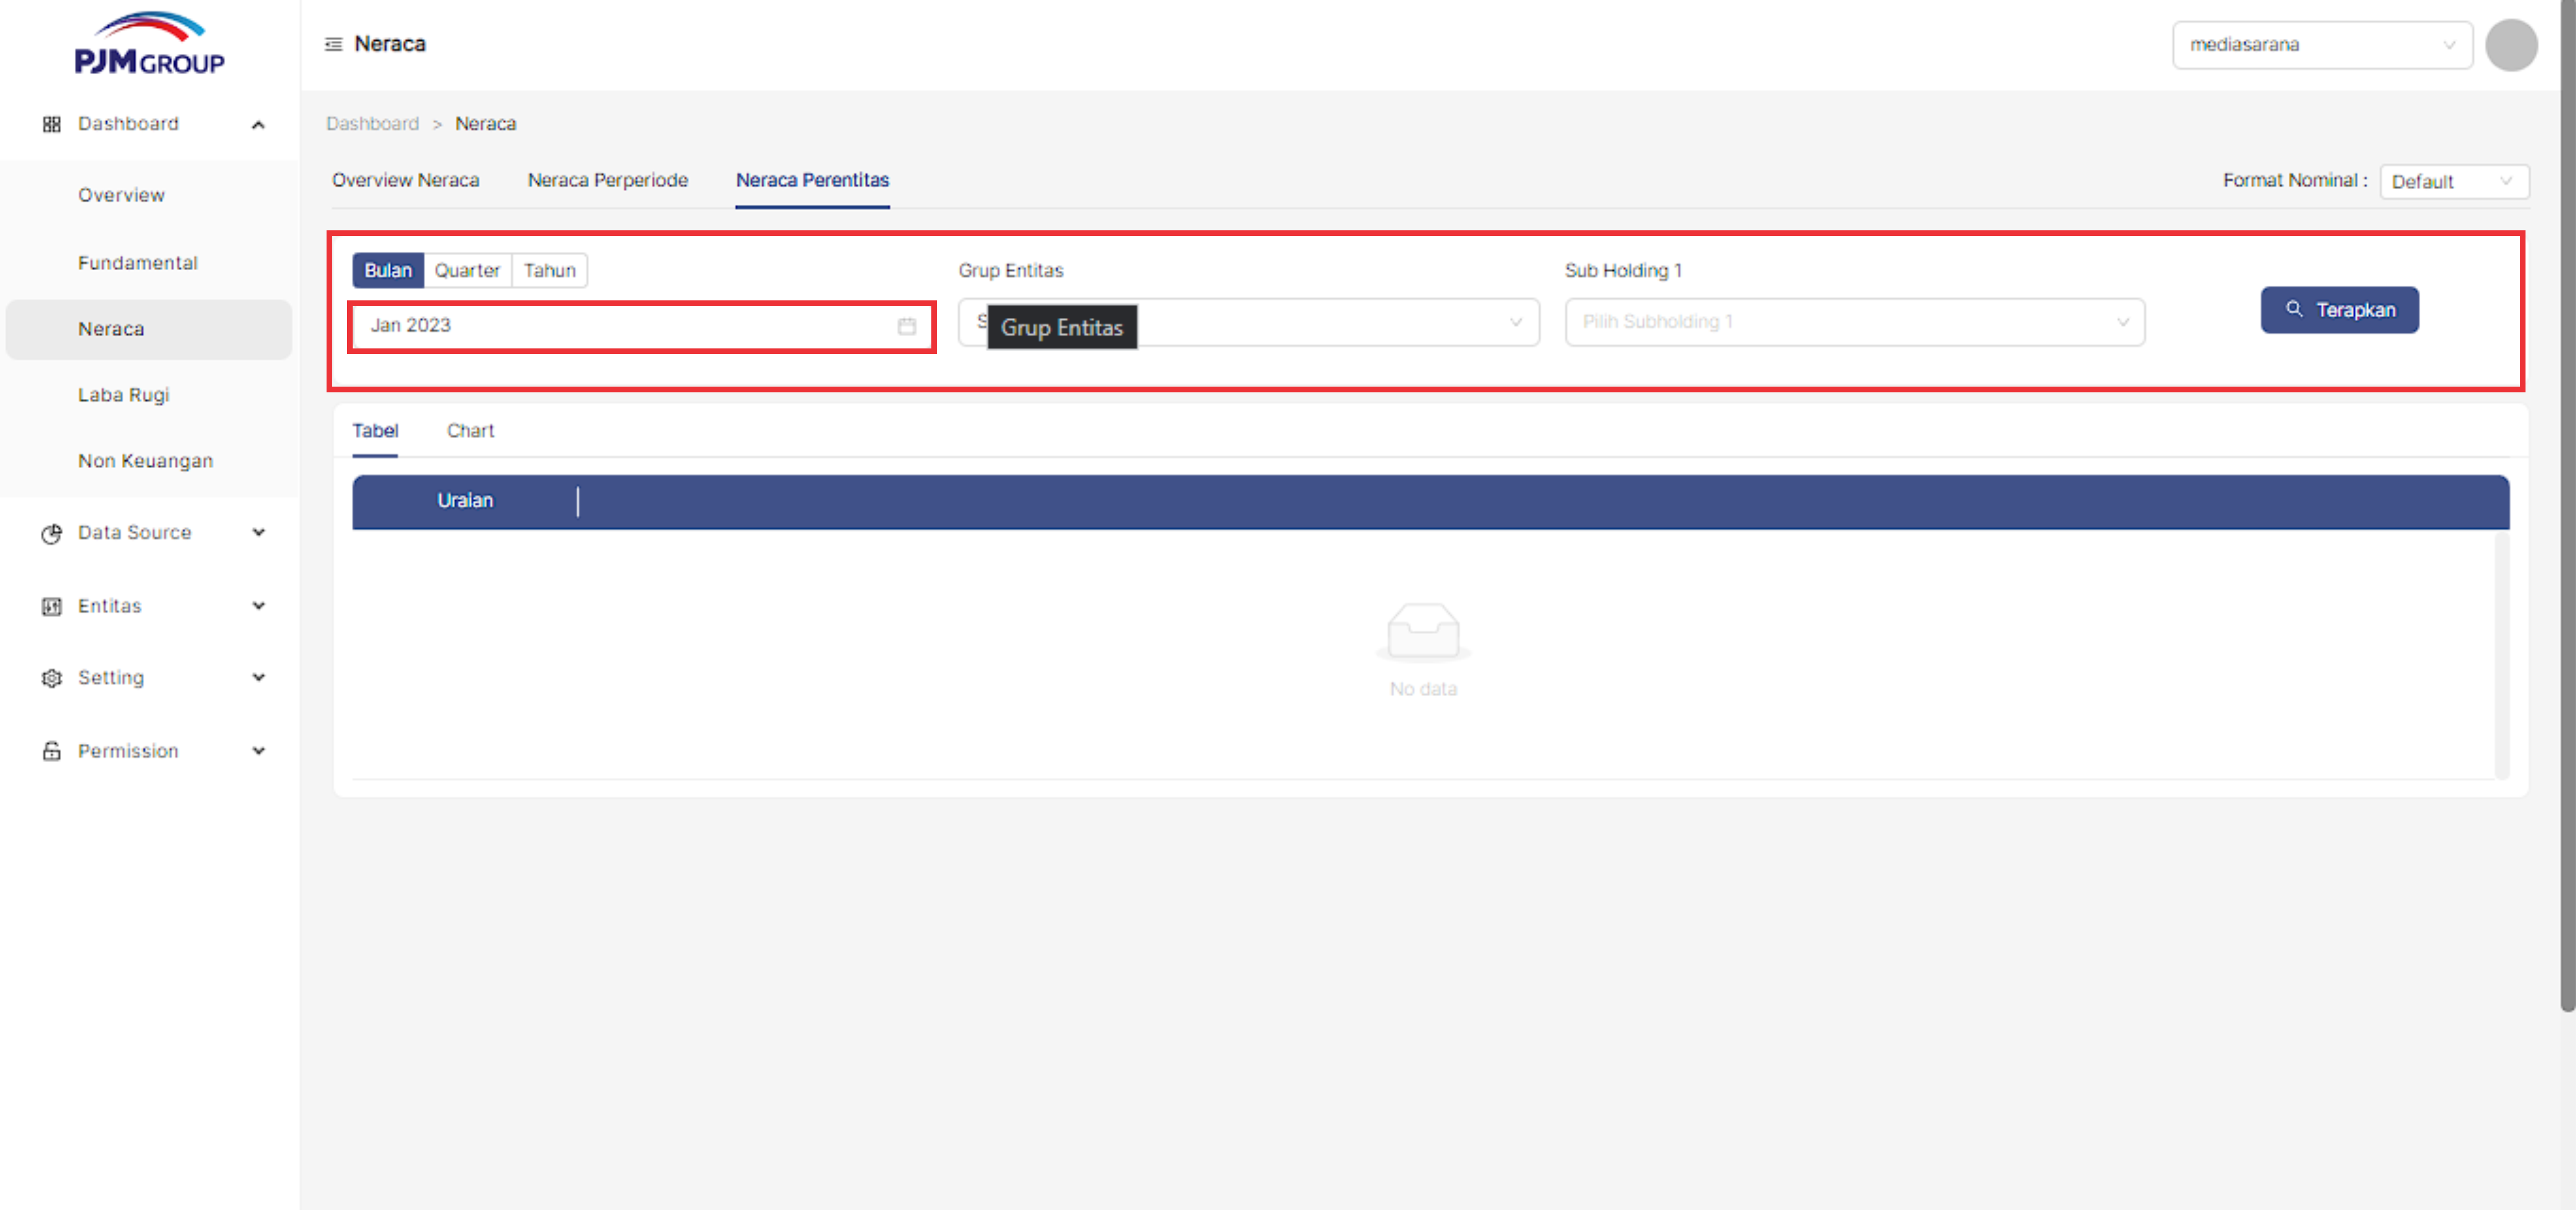 PJM GROUP
Neraca
mediasarana
Dashboard
Overview
Fundamental
Neraca
Laba Rugi
Non Keuangan
Data Source
Entitas
Setting
Permission
Dashboard > Neraca
Overview Neraca
Neraca Perperiode
Neraca Perentitas
Format Nominal :
Default
Bulan
Quarter
Tahun
Jan 2023
Grup Entitas
Grup Entitas
Sub Holding 1
Pilih Subholding 1
Terapkan
Tabel
Chart
Uraian
No data